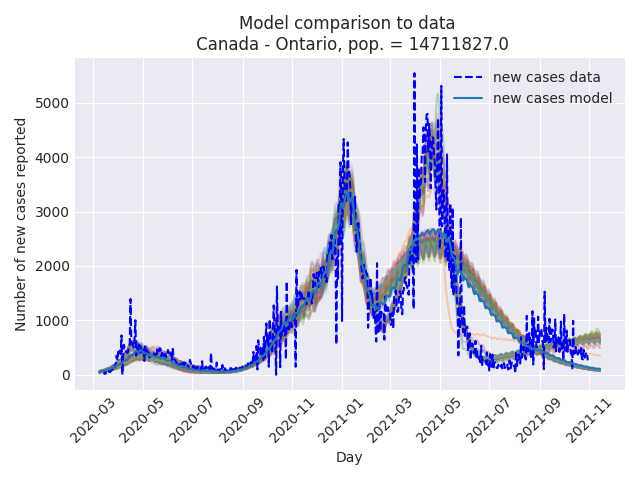 Model comparison to data
Canada - Ontario, pop. = 14711827.0
new cases data
new cases model
Number of new cases reported
5000
4000
3000
2000
1000
0
2020-03
2020-05
2020-07
2020-09
2020-11
2021-01
2021-03
2021-05
2021-07
2021-09
2021-11
Day